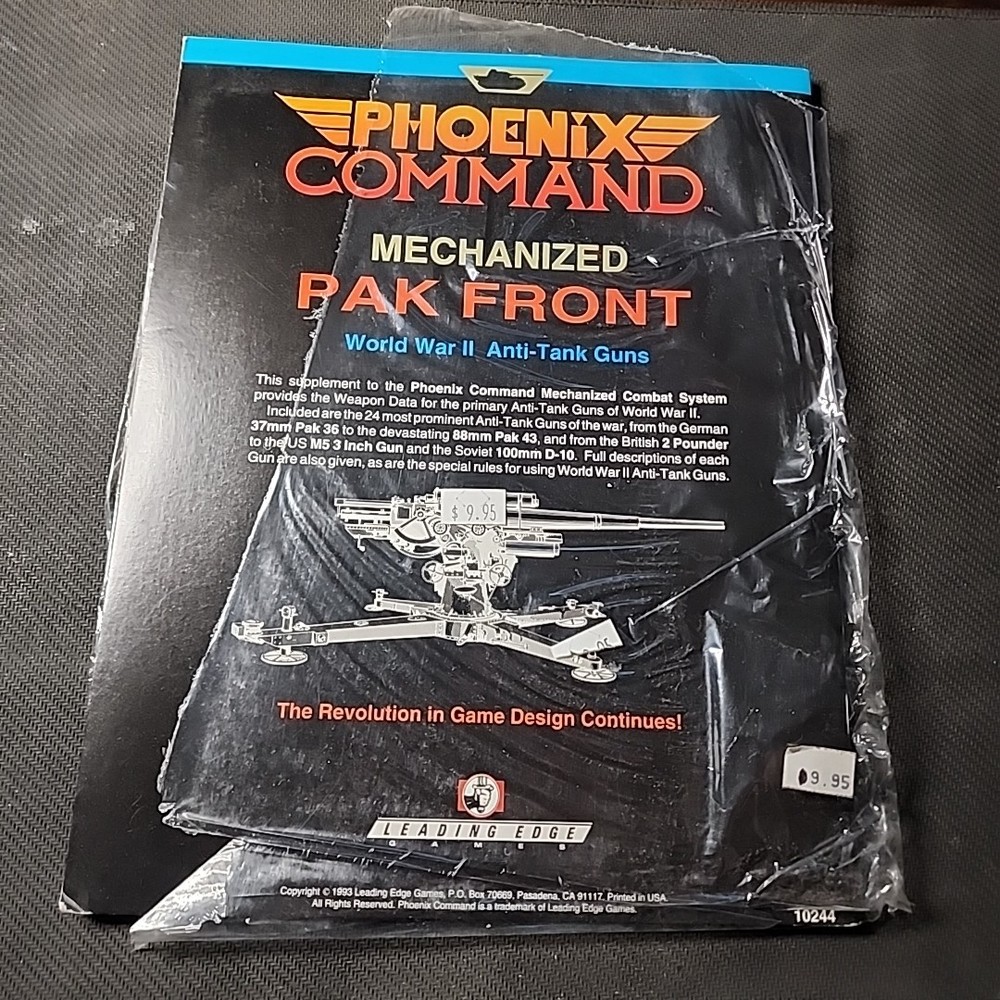 PHOENiX
COMMAND
TM
MECHANIZED
PAK FRONT
World War II Anti-Tank Guns
This supplement to the Phoenix Command Mechanized Combat System
provides the Weapon Data for the primary Anti-Tank Guns of World War II.
Included are the 24 most prominent Anti-Tank Guns of the war, from the German
37mm Pak 36 to the devastating 88mm Pak 43, and from the British 2 Pounder
to the US M5 3 Inch Gun and the Soviet 100mm D-10. Full descriptions of each
Gun are also given, as are the special rules for using World War II Anti-Tank Guns.
$ 9.95
The Revolution in Game Design Continues!
9.95
LEADING EDGE
GAMES
Copyright © 1993 Leading Edge Games, P.O. Box 70669, Pasadena, CA 91117. Printed in USA.
All Rights Reserved. Phoenix Command is a trademark of Leading Edge Games.
10244